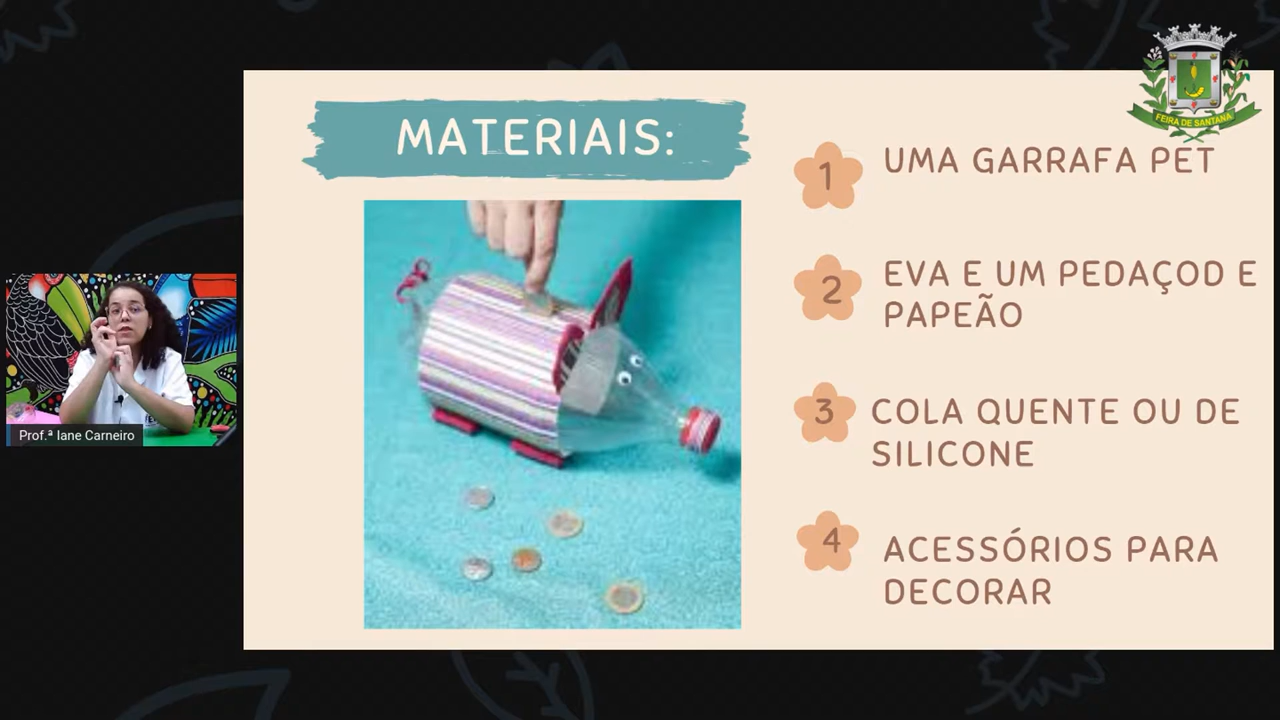 MATERIAIS:
1
UMA GARRAFA PET
2
EVA E UM PEDAÇOD E
PAPEÃO
3
COLA QUENTE OU DE
SILICONE
4
ACESSÓRIOS PARA
DECORAR
FEIRA DE SANTANA
Prof.ª Iane Carneiro